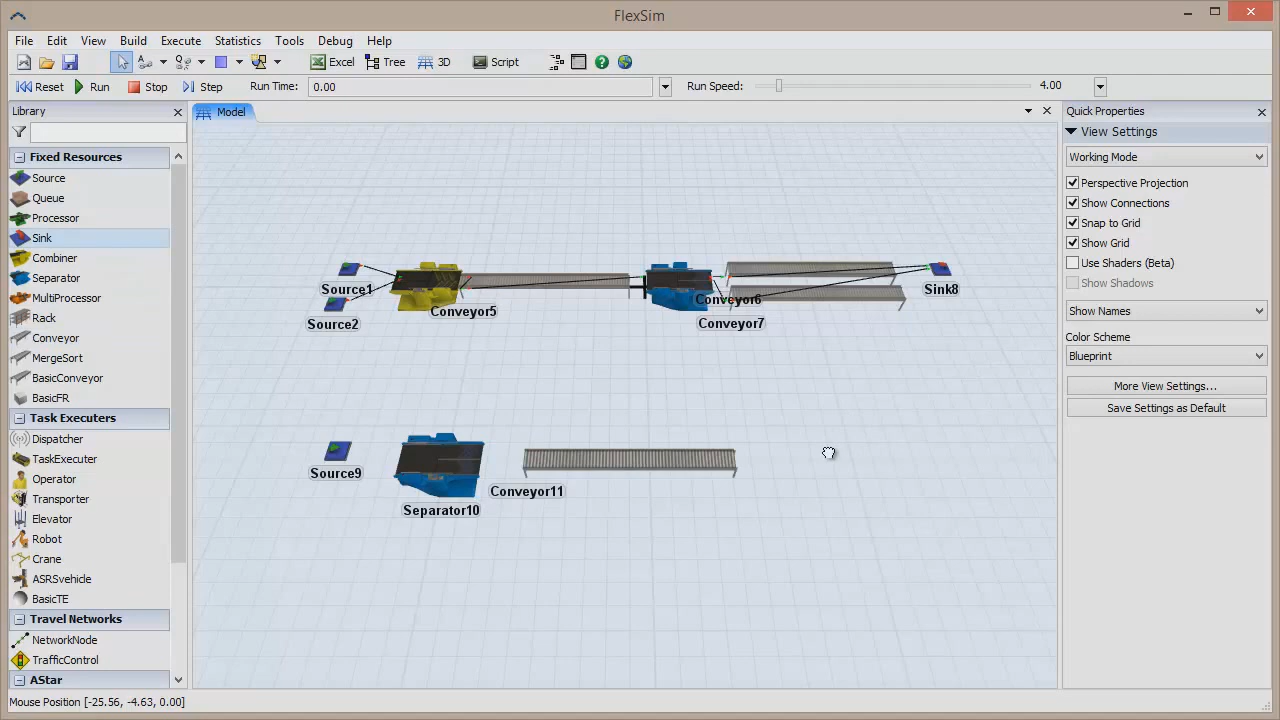 FlexSim
File Edit View Build Execute Statistics Tools Debug Help
Excel Tree 3D Script
Reset Run Stop Step Run Time: 0.00 Run Speed: 4.00
Library
Model
Quick Properties
Fixed Resources
Source
Queue
Processor
Sink
Combiner
Separator
MultiProcessor
Rack
Conveyor
MergeSort
BasicConveyor
BasicFR
Task Executers
Dispatcher
TaskExecuter
Operator
Transporter
Elevator
Robot
Crane
ASRSvehicle
BasicTE
Travel Networks
NetworkNode
TrafficControl
AStar
Source1
Source2
Conveyor5
Conveyor6
Conveyor7
Sink8
Source9
Separator10
Conveyor11
View Settings
Working Mode
Perspective Projection
Show Connections
Snap to Grid
Show Grid
Use Shaders (Beta)
Show Shadows
Show Names
Color Scheme
Blueprint
More View Settings...
Save Settings as Default
Mouse Position [-25.56, -4.63, 0.00]